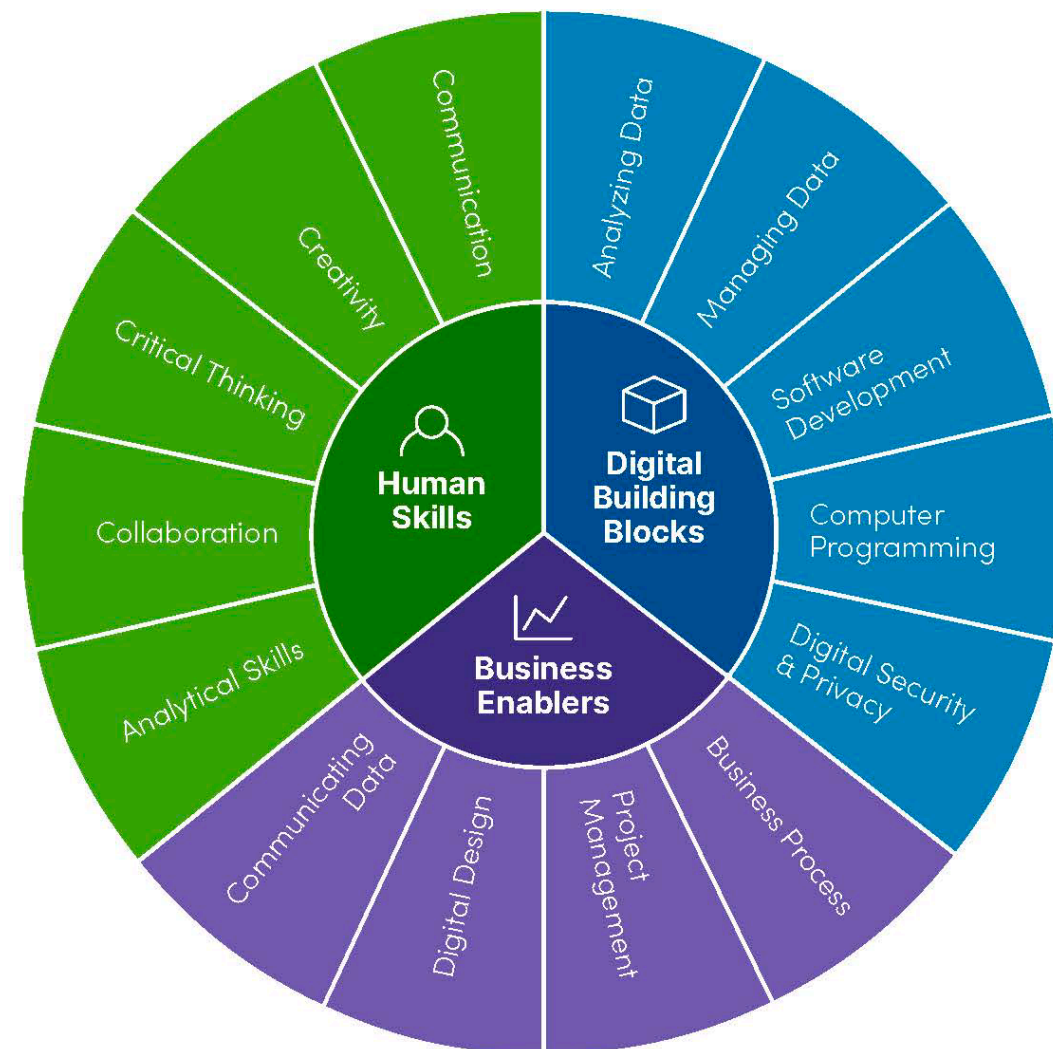 Communication
Creativity
Critical Thinking
Collaboration
Analytical Skills
Human
Skills
Analyzing Data
Managing Data
Software
Development
Computer
Programming
Digital Security
& Privacy
Digital
Building
Blocks
Business
Enablers
Communicating
Data
Digital Design
Project
Management
Business Process